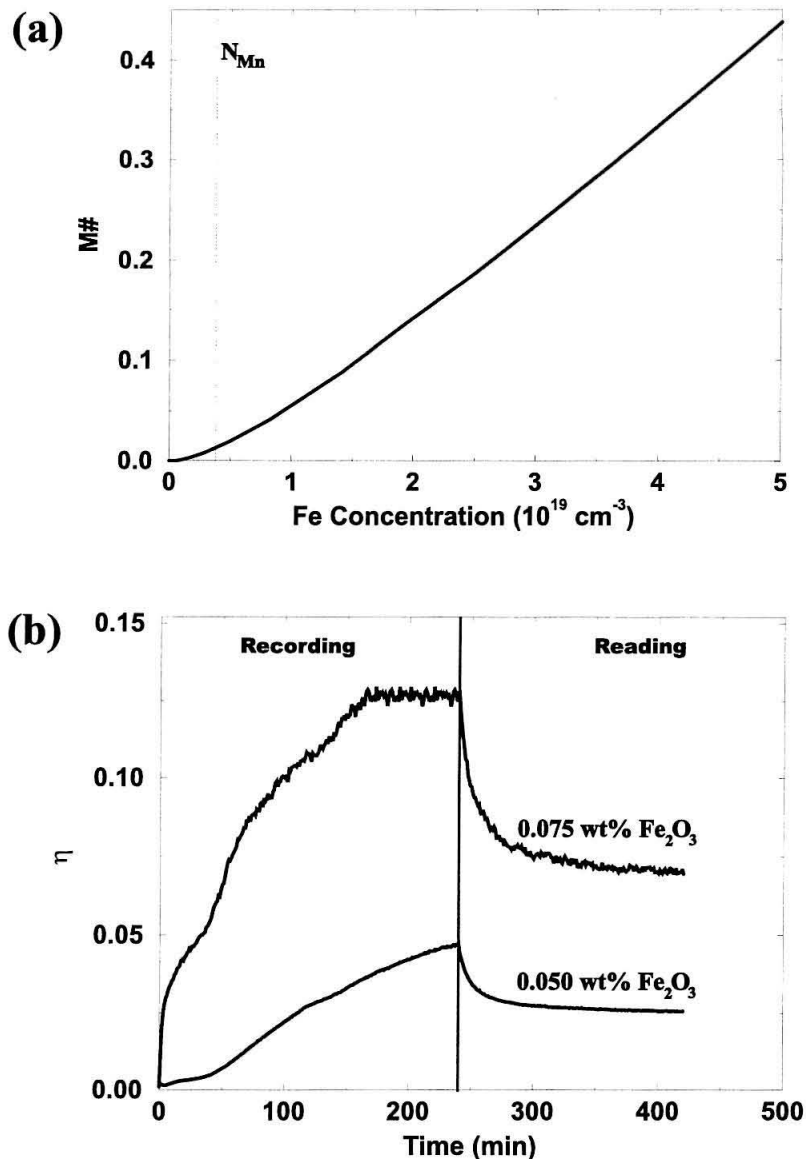 (a)
N_Mn
0.4
0.3
0.2
0.1
0.0
M#
0 1 2 3 4 5
Fe Concentration (10^19 cm^-3)
(b)
0.15
0.10
0.05
0.00
η
Recording Reading
0.075 wt% Fe₂O₃
0.050 wt% Fe₂O₃
0 100 200 300 400 500
Time (min)